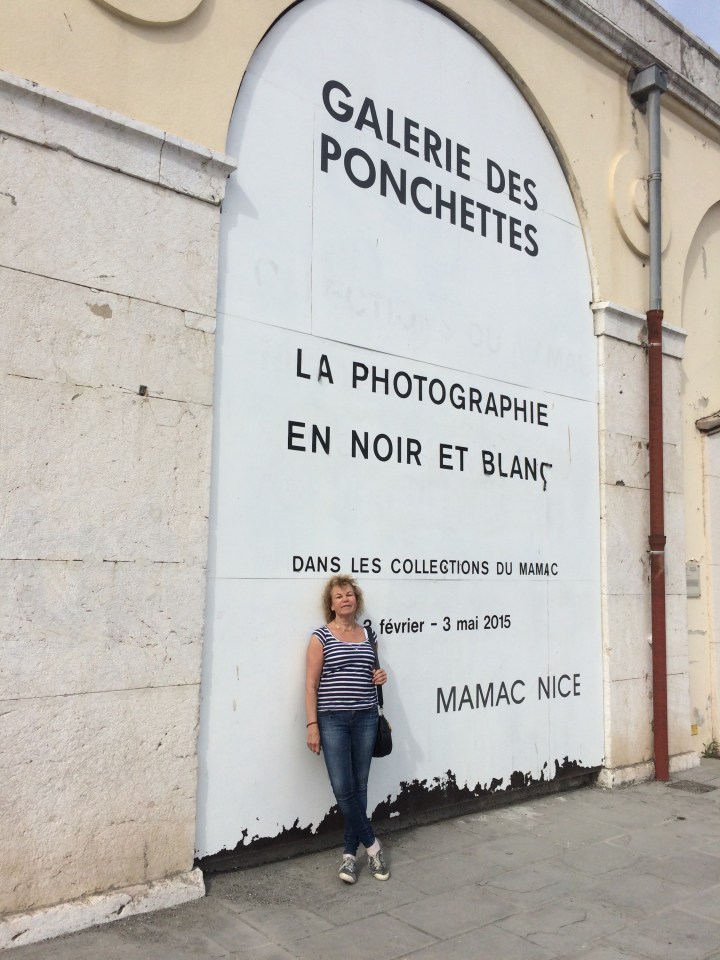 GALERIE DES
PONCHETTES
LA PHOTOGRAPHIE
EN NOIR ET BLANC
DANS LES COLLECTIONS DU MAMAC
février - 3 mai 2015
MAMAC NICE